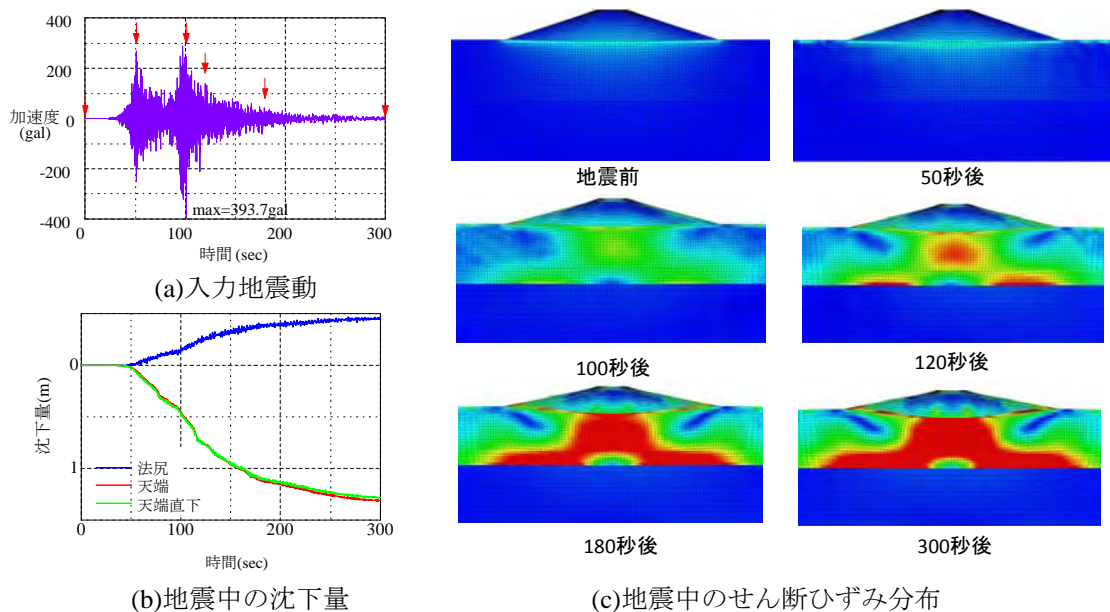 400
200
加速度
0
(gal)
-200
max=393.7gal
-400
0
100
200
300
時間 (sec)
(a)入力地震動
0
沈下量(m)
法尻
天端
1
天端直下
0
100
200
300
時間(sec)
(b)地震中の沈下量
地震前
50秒後
100秒後
120秒後
180秒後
300秒後
(c)地震中のせん断ひずみ分布